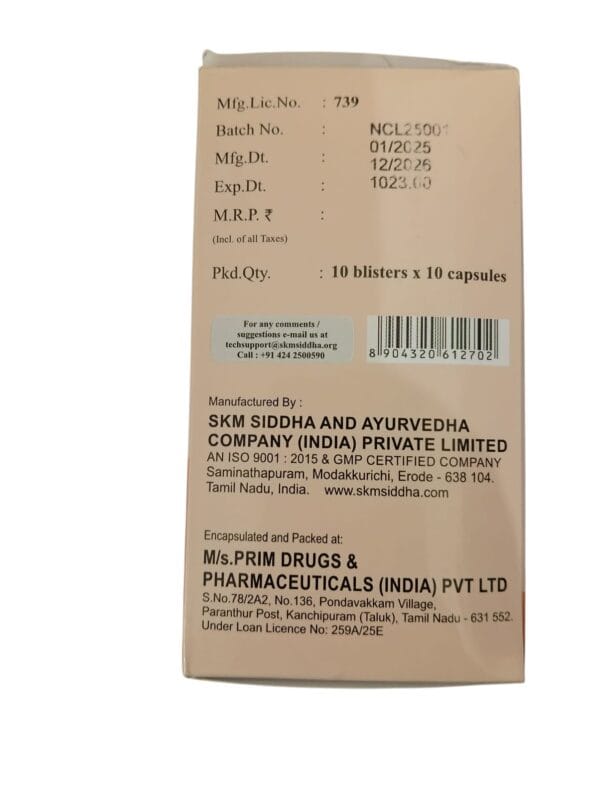 Mfg.Lic.No. : 739
Batch No. : NCL25001
Mfg.Dt. : 01/2025
Exp.Dt. : 12/2026
M.R.P. ₹ : 1023.00
(Incl. of all Taxes)
Pkd.Qty. : 10 blisters x 10 capsules
For any comments /
suggestions e-mail us at
techsupport@skmsiddha.org
Call : +91 424 2500590
8 904320 612702
Manufactured By :
SKM SIDDHA AND AYURVEDHA
COMPANY (INDIA) PRIVATE LIMITED
AN ISO 9001 : 2015 & GMP CERTIFIED COMPANY
Saminathapuram, Modakkurichi, Erode - 638 104.
Tamil Nadu, India. www.skmsiddha.com
Encapsulated and Packed at:
M/s.PRIM DRUGS &
PHARMACEUTICALS (INDIA) PVT LTD
S.No.78/2A2, No.136, Pondavakkam Village,
Paranthur Post, Kanchipuram (Taluk), Tamil Nadu - 631 552.
Under Loan Licence No: 259A/25E